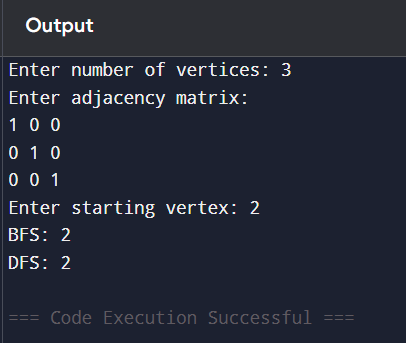 Output
Enter number of vertices: 3
Enter adjacency matrix:
1 0 0
0 1 0
0 0 1
Enter starting vertex: 2
BFS: 2
DFS: 2
=== Code Execution Successful ===